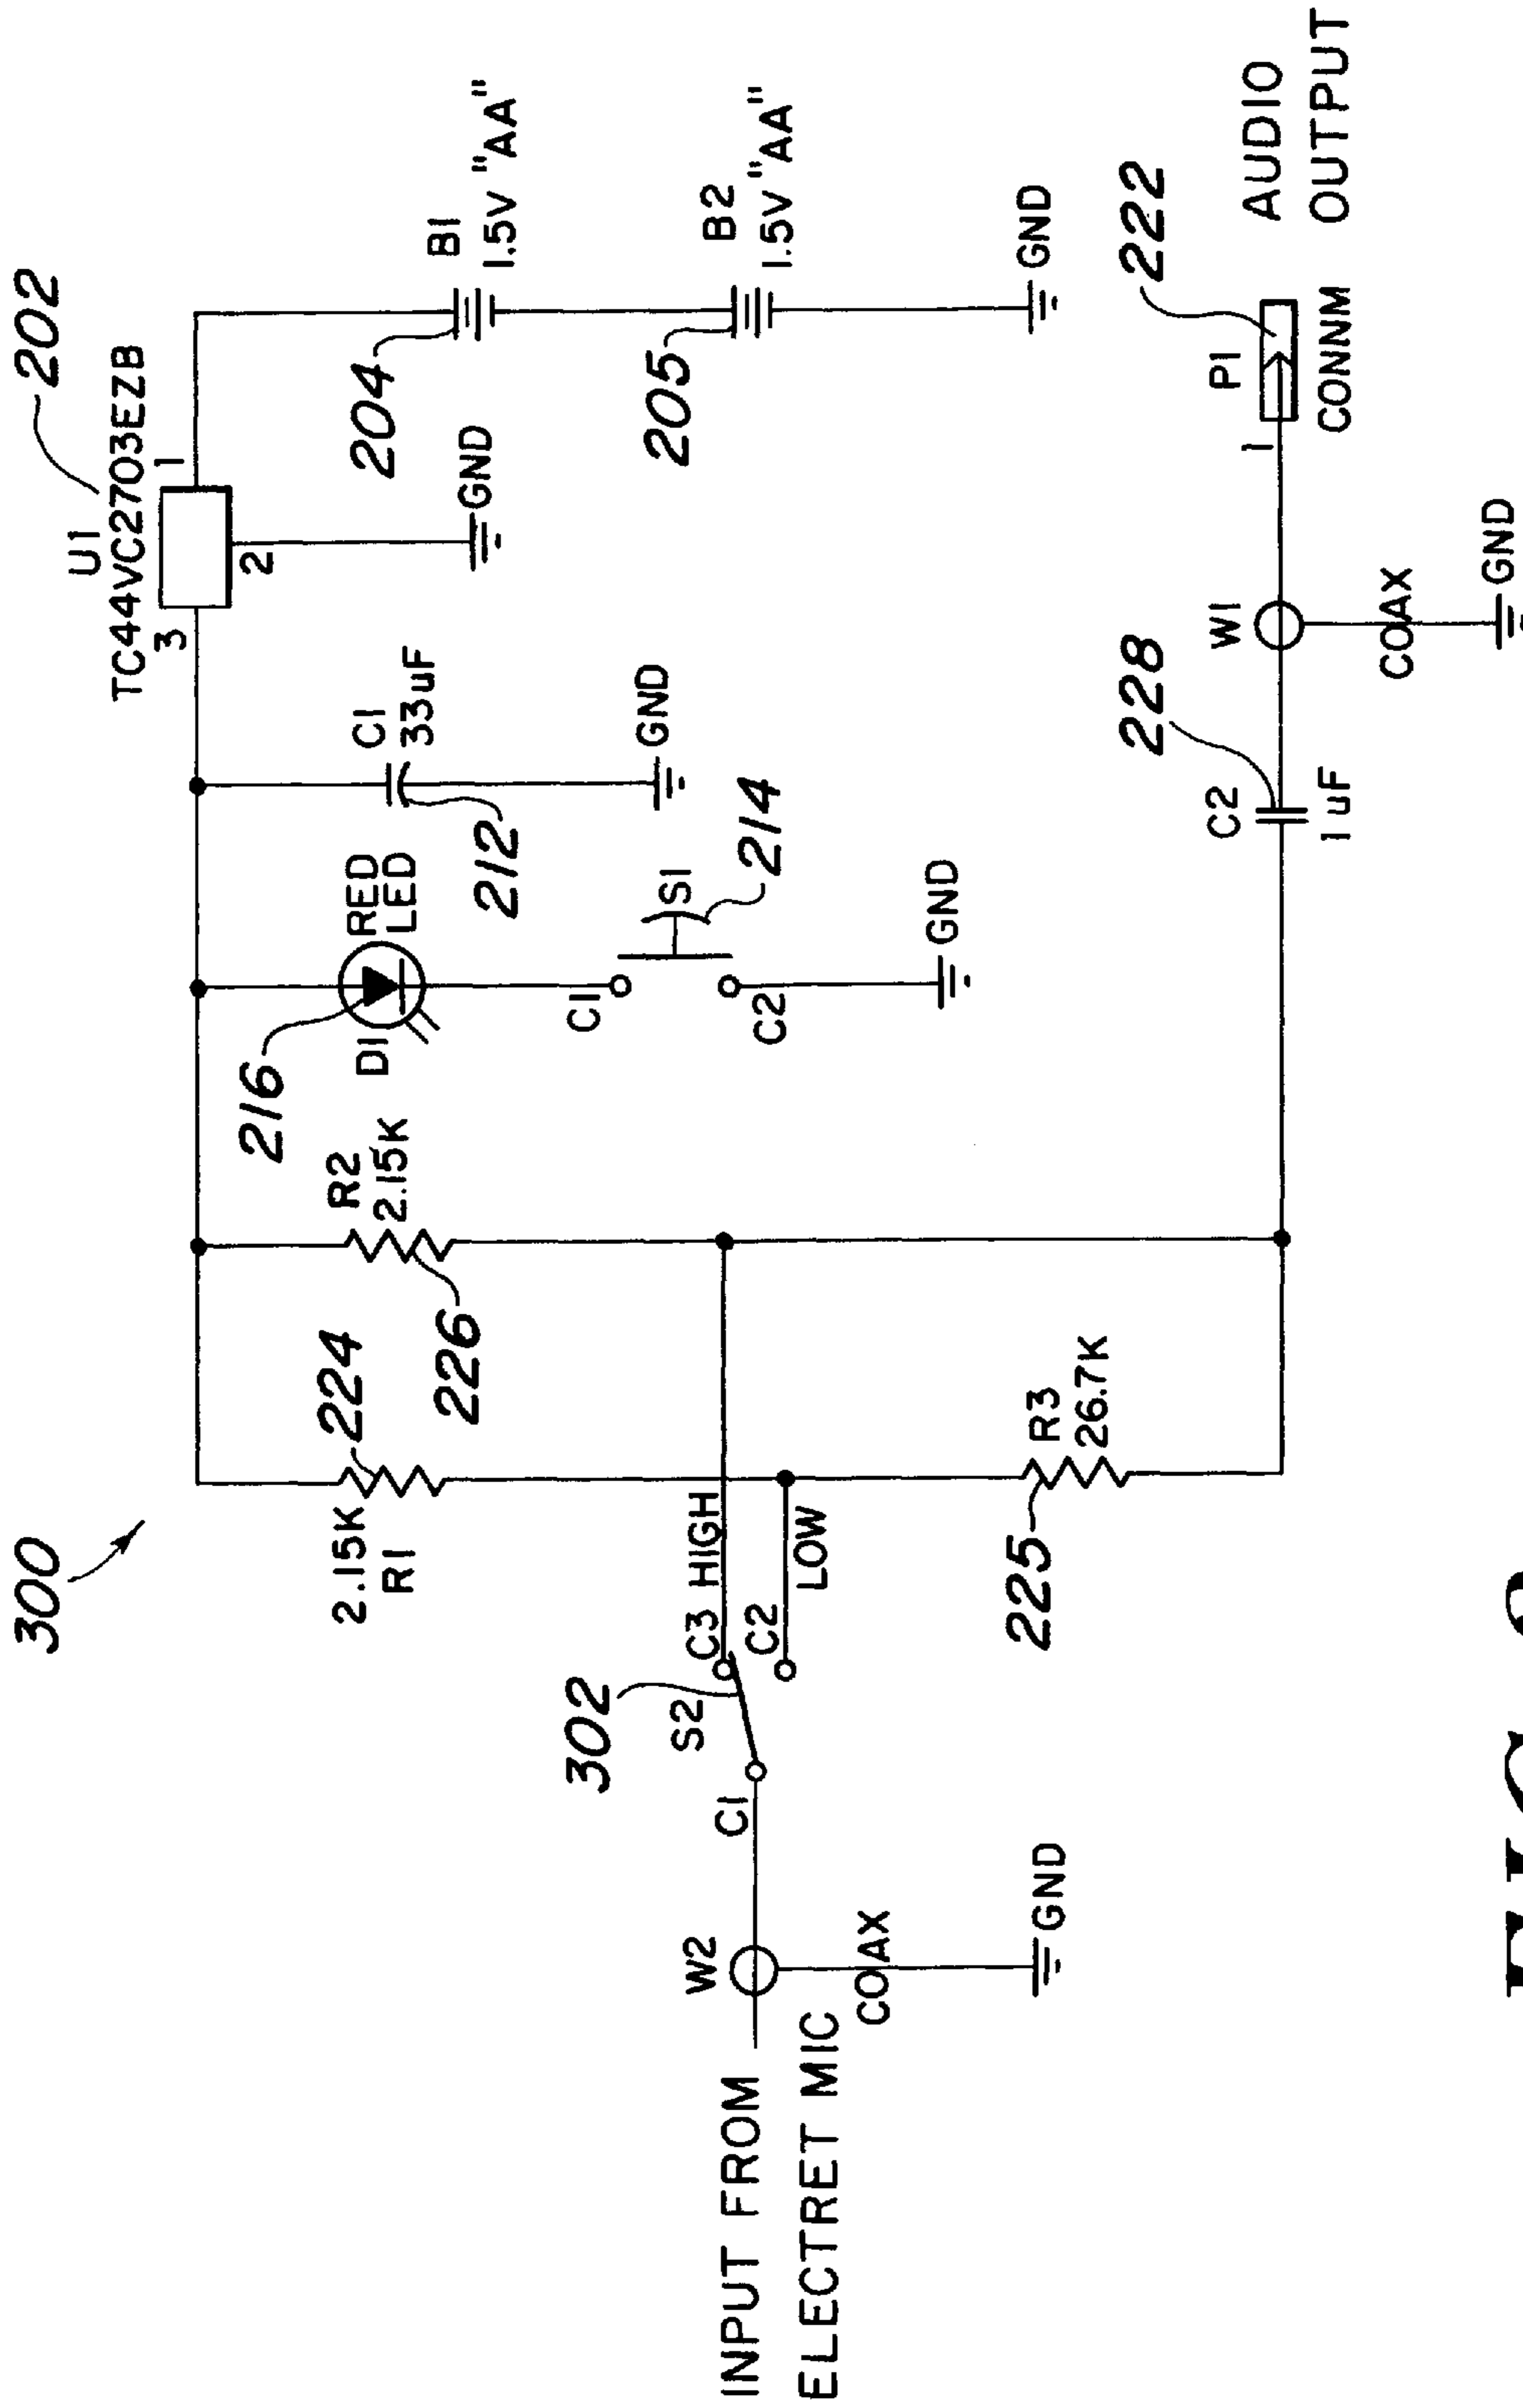 300
202
U1
TC44VC2703EZB
3
1
2
GND
B1
1.5V "AA"
204
B2
1.5V "AA"
205
GND
C1
33uF
212
GND
RED
LED
D1
216
C1
S1
214
C2
GND
R2
2.15K
226
2.15K
R1
224
302
S2
C3
HIGH
C2
LOW
C1
W2
COAX
GND
INPUT FROM
ELECTRET MIC
R3
26.7K
225
C2
1uF
228
W1
COAX
GND
1
P1
CONNM
222
AUDIO
OUTPUT